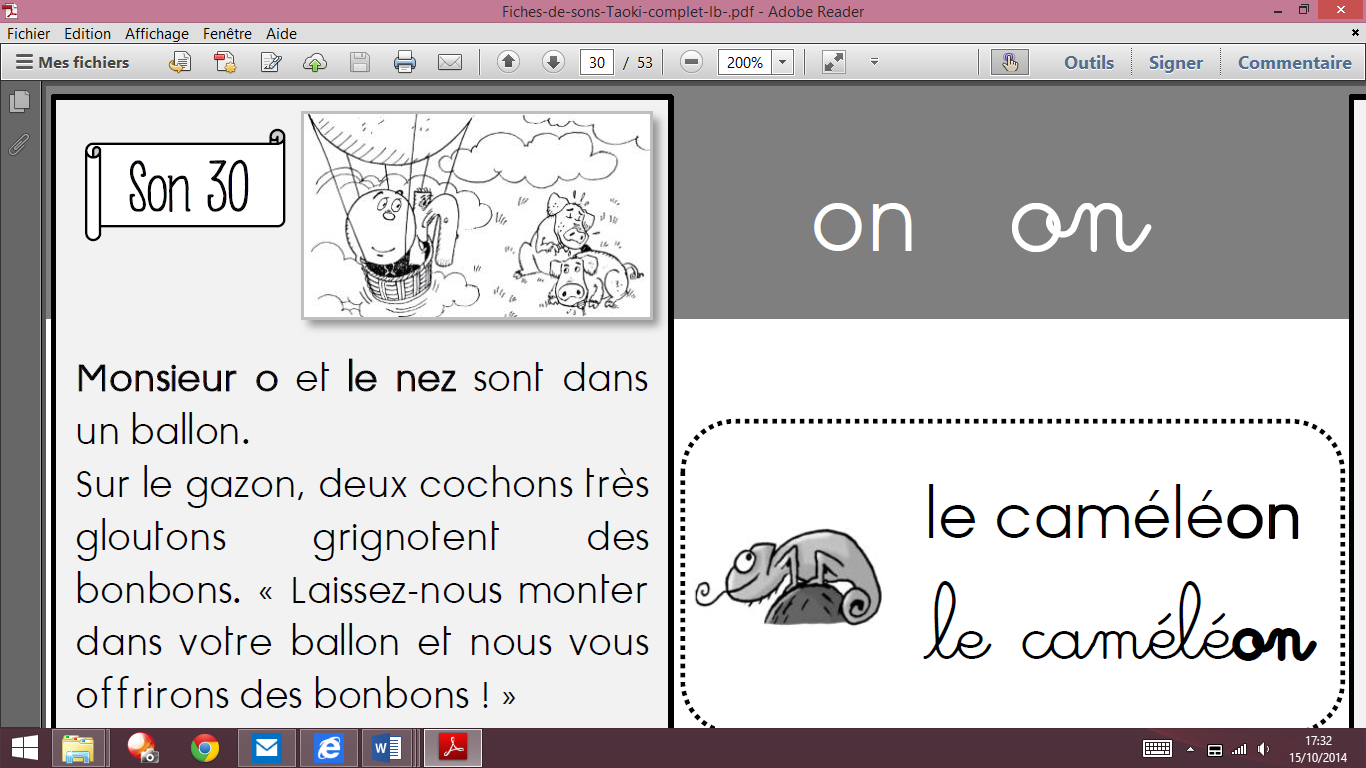 Fiches-de-sons-Taoki-complet-lb-.pdf - Adobe Reader
Fichier Edition Affichage Fenêtre Aide
Mes fichiers 30 / 53 200% Outils Signer Commentaire
Son 30
on on
Monsieur o et le nez sont dans
un ballon.
Sur le gazon, deux cochons très
gloutons grignotent des
bonbons. « Laissez-nous monter
dans votre ballon et nous vous
offrirons des bonbons ! »
le caméléon
le caméléon
17:32
15/10/2014